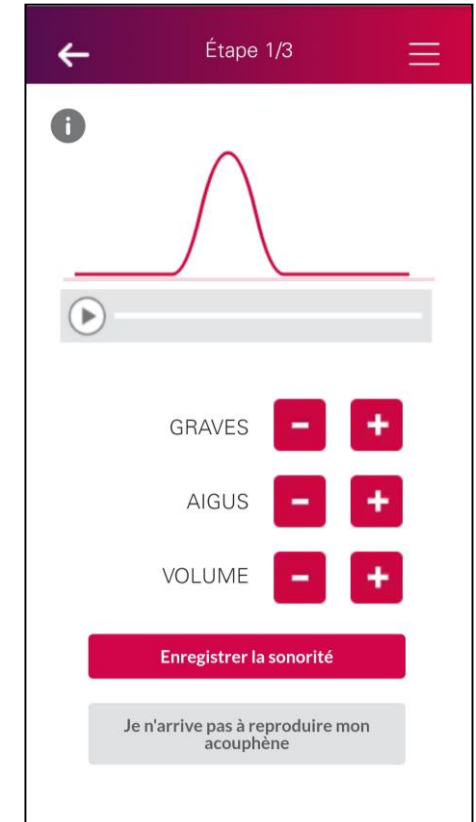 Étape 1/3
i
GRAVES - +
AIGUS - +
VOLUME - +
Enregistrer la sonorité
Je n'arrive pas à reproduire mon
acouphène